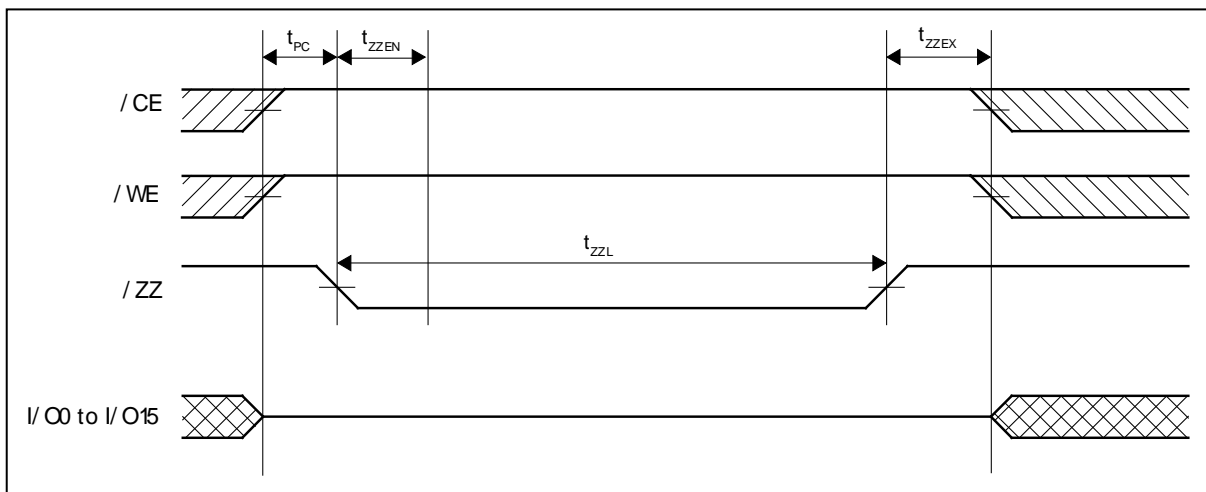 tPC
tZZEN
tZZEX
/CE
/WE
tZZL
/ZZ
I/O0 to I/O15